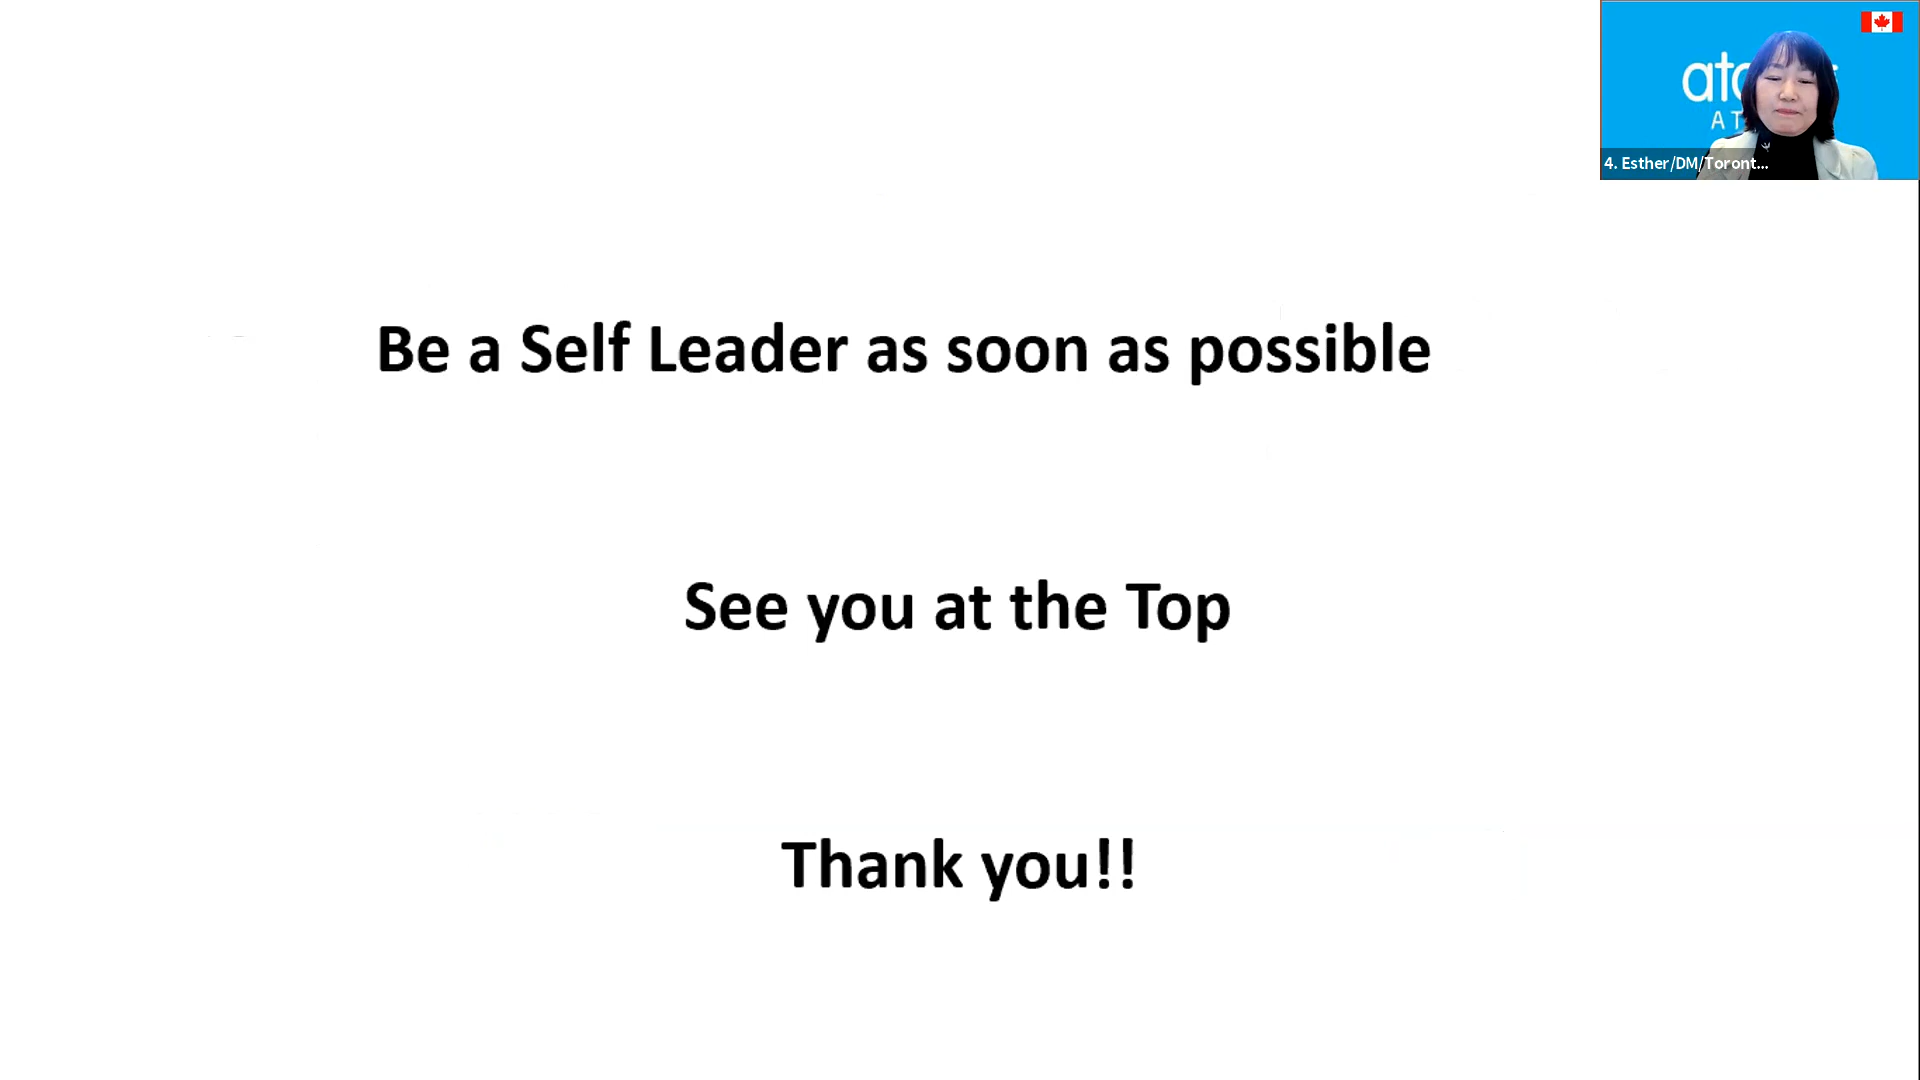 Be a Self Leader as soon as possible
See you at the Top
Thank you!!
4. Esther/DM/Toront...